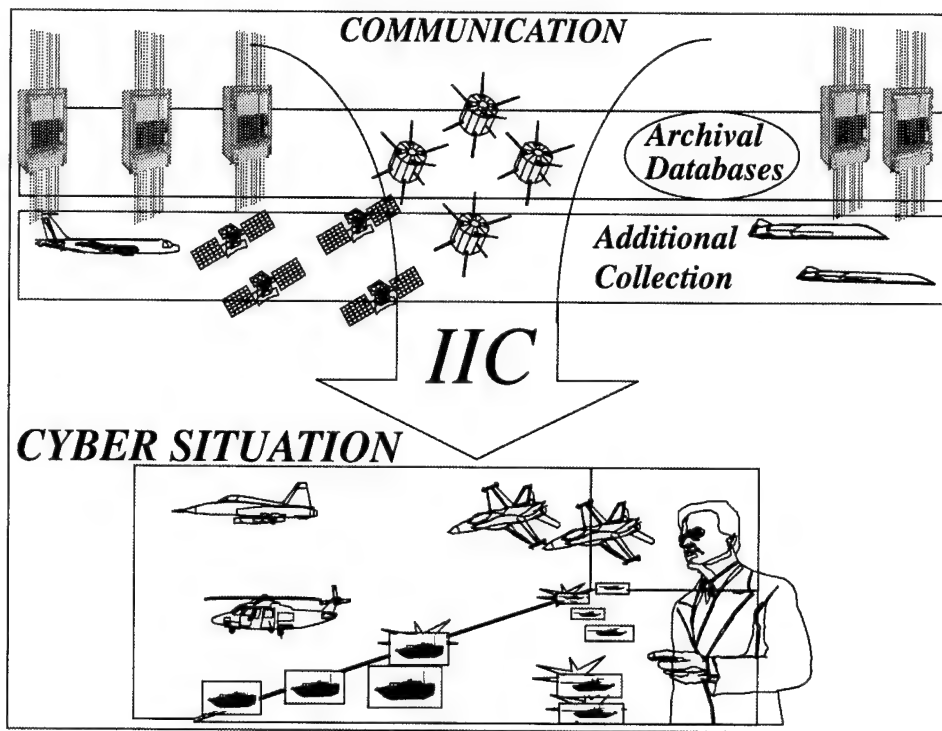 COMMUNICATION
Archival
Databases
Additional
Collection
IIC
CYBER SITUATION